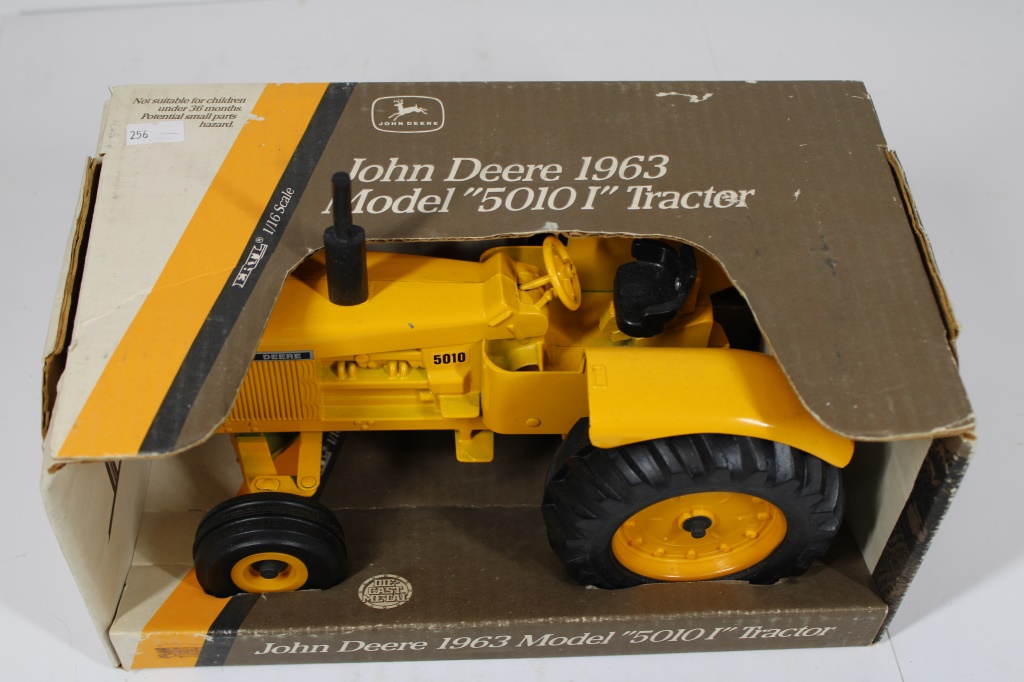 Not suitable for children
under 36 months.
Potential small parts
hazard.
256
JOHN DEERE
John Deere 1963
Model "5010 I" Tractor
ERTL® 1/16 Scale
DEERE
5010
DIE
CAST
METAL
John Deere 1963 Model "5010 I" Tractor